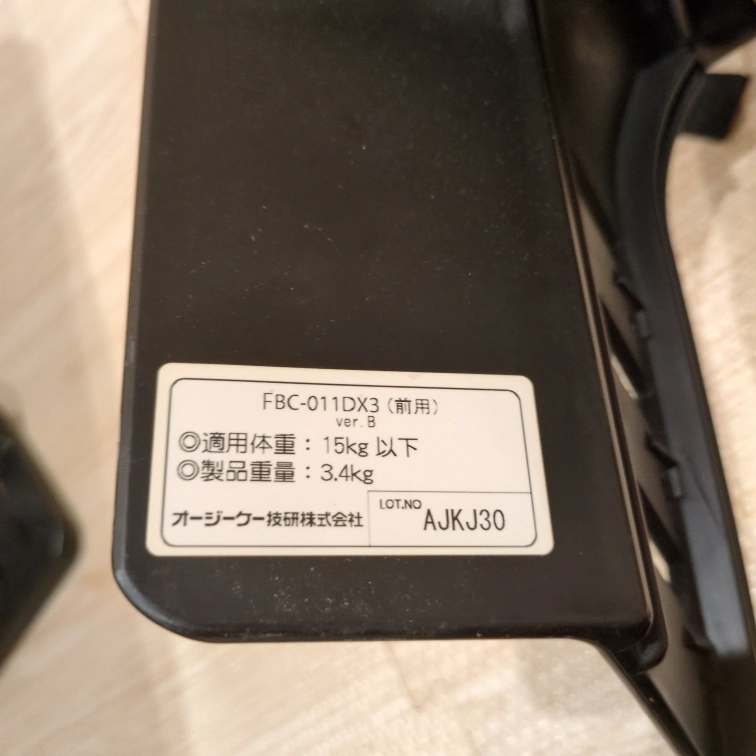 FBC-011DX3 (前用)
ver.B
◎適用体重：15kg 以下
◎製品重量：3.4kg
オージーケー技研株式会社
LOT.NO
AJKJ30